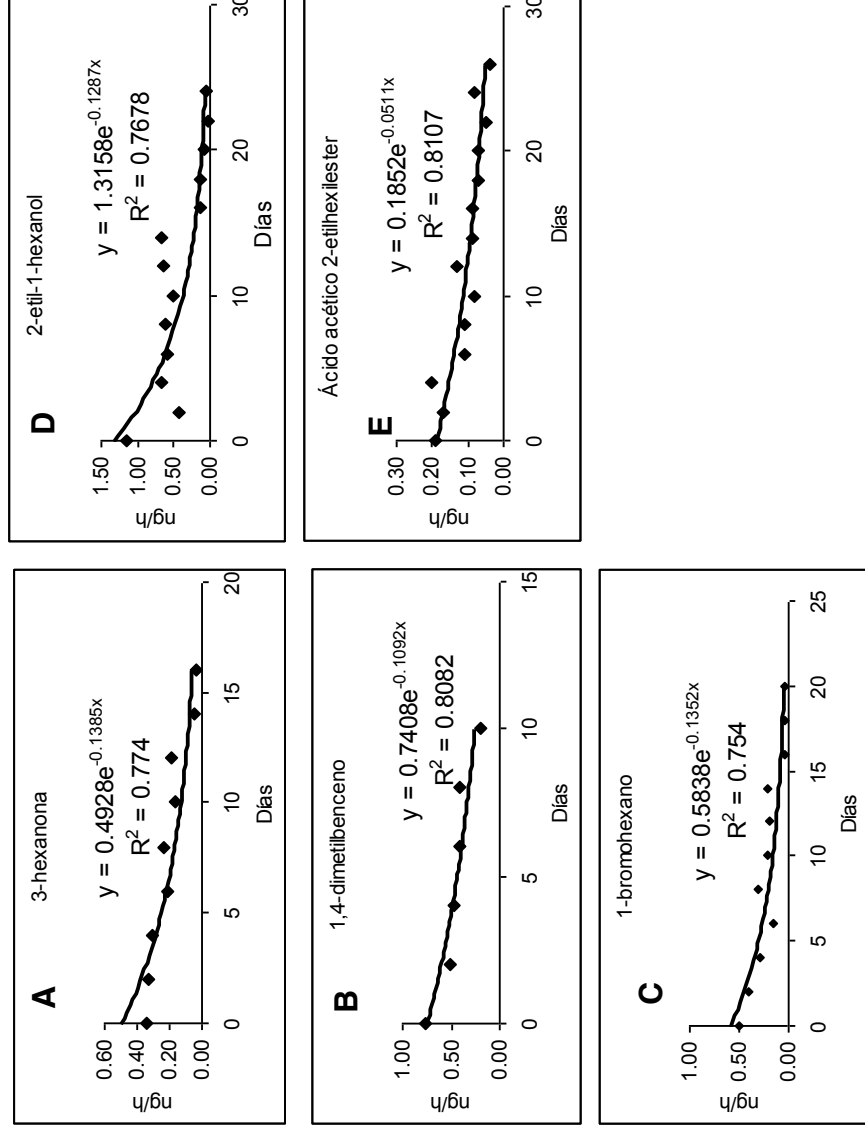 A
3-hexanona
y = 0.4928e^-0.1385x
R² = 0.774
0.60
0.40
0.20
0.00
ng/h
0
5
10
15
20
Días
B
1,4-dimetilbenceno
y = 0.7408e^-0.1092x
R² = 0.8082
1.00
0.50
0.00
ng/h
0
5
10
15
Días
C
1-bromohexano
y = 0.5838e^-0.1352x
R² = 0.754
1.00
0.50
0.00
ng/h
0
5
10
15
20
25
Días
D
2-etil-1-hexanol
y = 1.3158e^-0.1287x
R² = 0.7678
1.50
1.00
0.50
0.00
ng/h
0
10
20
30
Días
E
Ácido acético 2-etilhexilester
y = 0.1852e^-0.0511x
R² = 0.8107
0.30
0.20
0.10
0.00
ng/h
0
10
20
30
Días